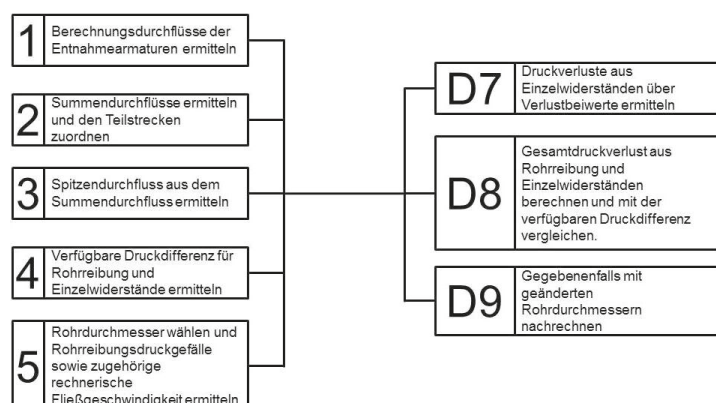 1
Berechnungsdurchflüsse der
Entnahmearmaturen ermitteln
2
Summendurchflüsse ermitteln
und den Teilstrecken
zuordnen
3
Spitzendurchfluss aus dem
Summendurchfluss ermitteln
4
Verfügbare Druckdifferenz für
Rohrreibung und
Einzelwiderstände ermitteln
5
Rohrdurchmesser wählen und
Rohrreibungsdruckgefälle
sowie zugehörige
rechnerische
Fließgeschwindigkeit ermitteln
D7
Druckverluste aus
Einzelwiderständen über
Verlustbeiwerte ermitteln
D8
Gesamtdruckverlust aus
Rohrreibung und
Einzelwiderständen
berechnen und mit der
verfügbaren Druckdifferenz
vergleichen.
D9
Gegebenenfalls mit
geänderten
Rohrdurchmessern
nachrechnen